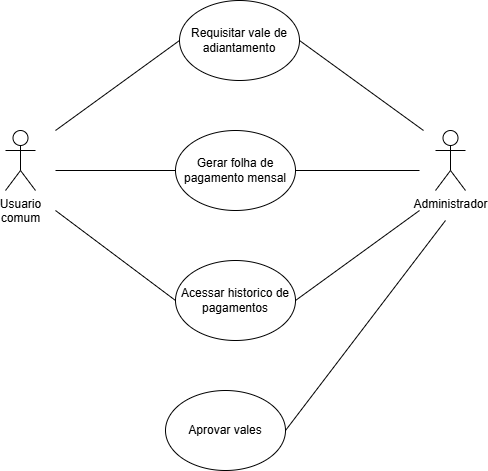 Requisitar vale de
adiantamento
Gerar folha de
pagamento mensal
Usuario
comum
Administrador
Acessar historico de
pagamentos
Aprovar vales